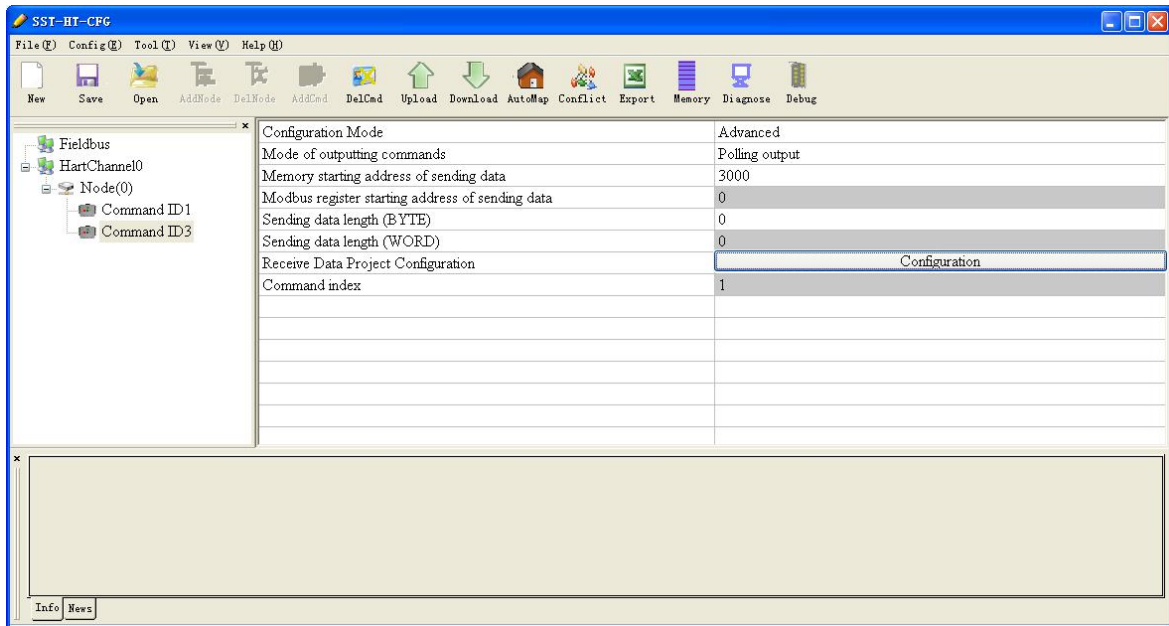 SST-HT-CFG
File(F) Config(E) Tool(T) View(V) Help(H)
New Save Open AddNode DelNode AddCmd DelCmd Upload Download AutoMap Conflict Export Memory Diagnose Debug
Fieldbus
HartChannel0
Node(0)
Command ID1
Command ID3
Configuration Mode Advanced
Mode of outputting commands Polling output
Memory starting address of sending data 3000
Modbus register starting address of sending data 0
Sending data length (BYTE) 0
Sending data length (WORD) 0
Receive Data Project Configuration Configuration
Command index 1
Info News